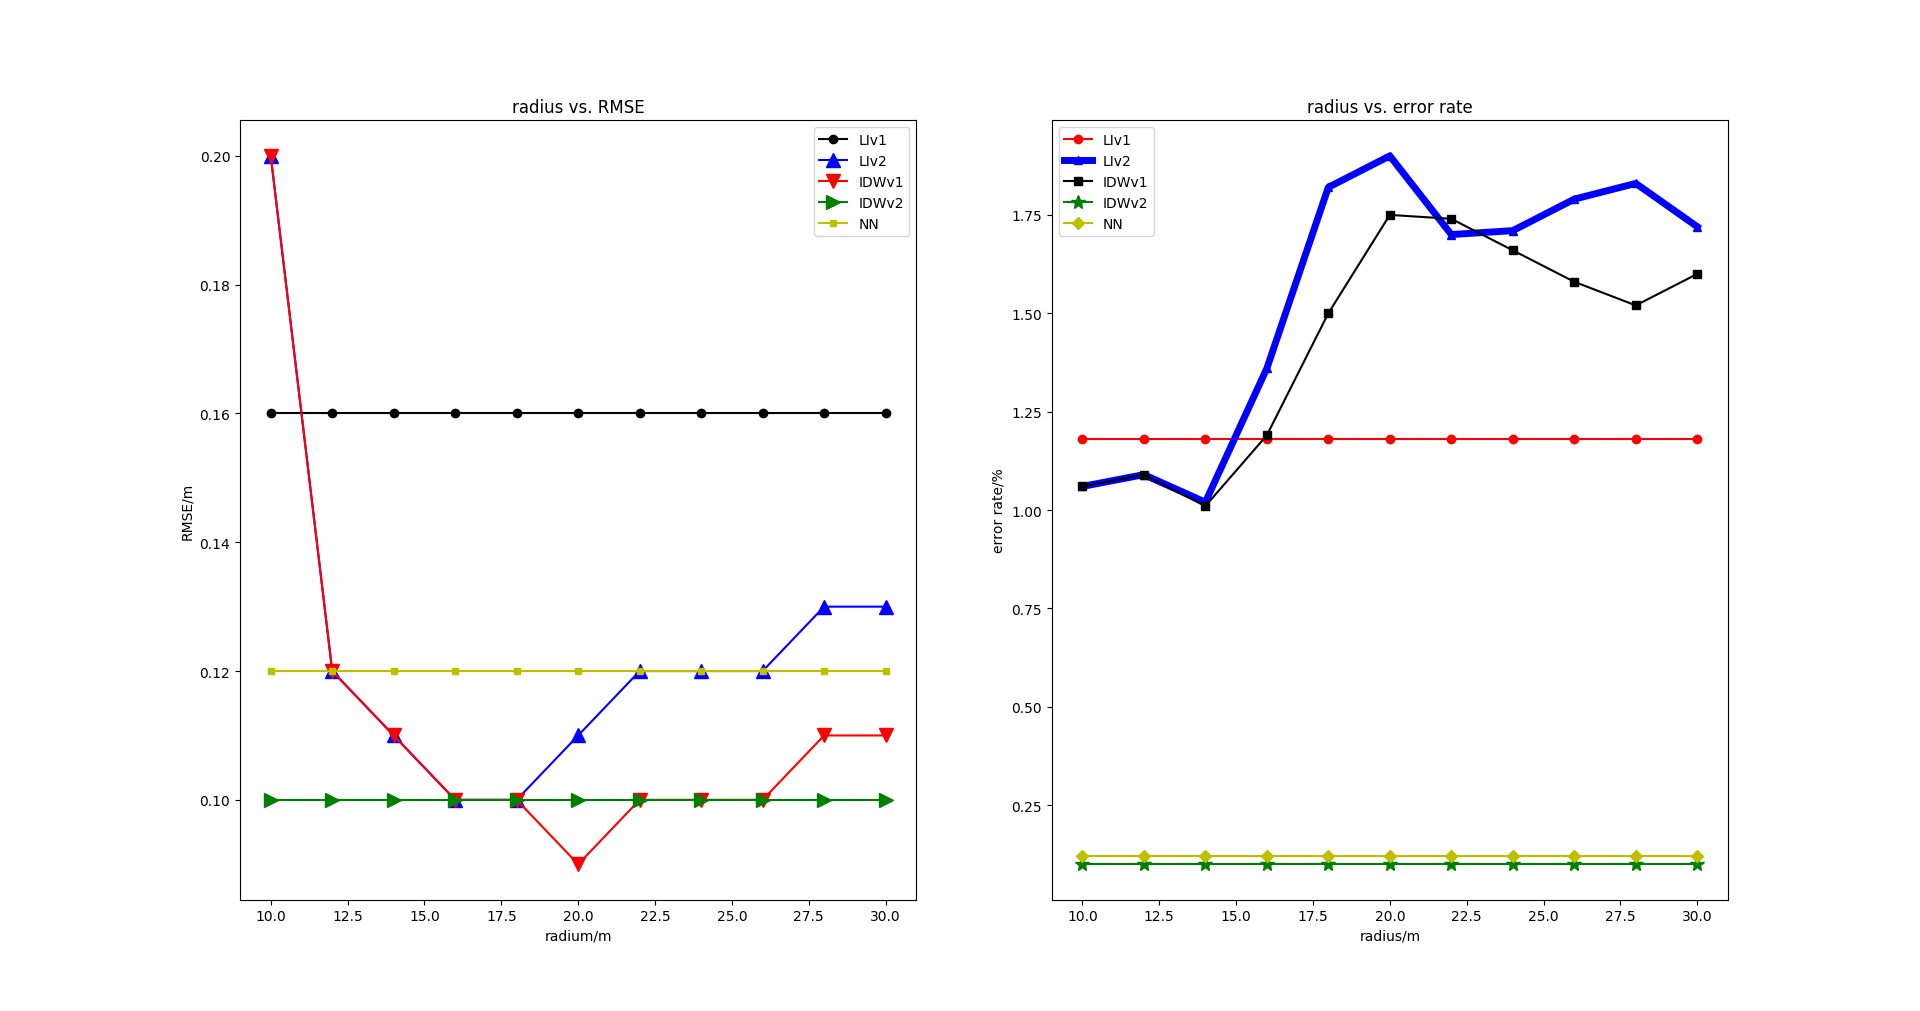 radius vs. RMSE
LIv1
LIv2
IDWv1
IDWv2
NN
0.20
0.18
0.16
0.14
0.12
0.10
RMSE/m
10.0 12.5 15.0 17.5 20.0 22.5 25.0 27.5 30.0
radium/m
radius vs. error rate
LIv1
LIv2
IDWv1
IDWv2
NN
1.75
1.50
1.25
1.00
0.75
0.50
0.25
error rate/%
10.0 12.5 15.0 17.5 20.0 22.5 25.0 27.5 30.0
radius/m